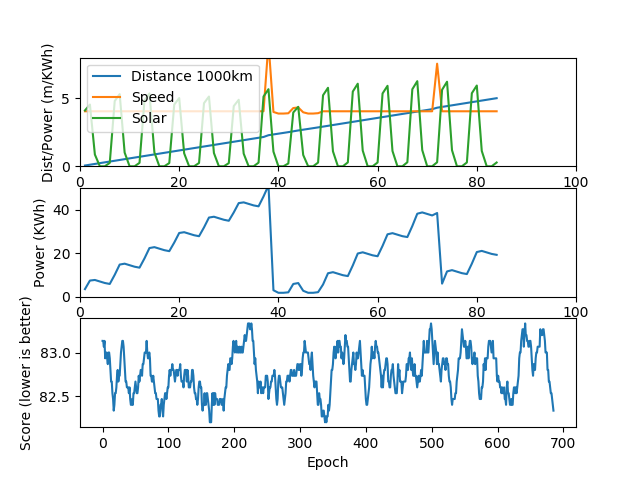 Dist/Power (m/KWh)
5
0
Distance 1000km
Speed
Solar
0 20 40 60 80 100
Power (KWh)
40
20
0
0 20 40 60 80 100
Score (lower is better)
83.0
82.5
0 100 200 300 400 500 600 700
Epoch